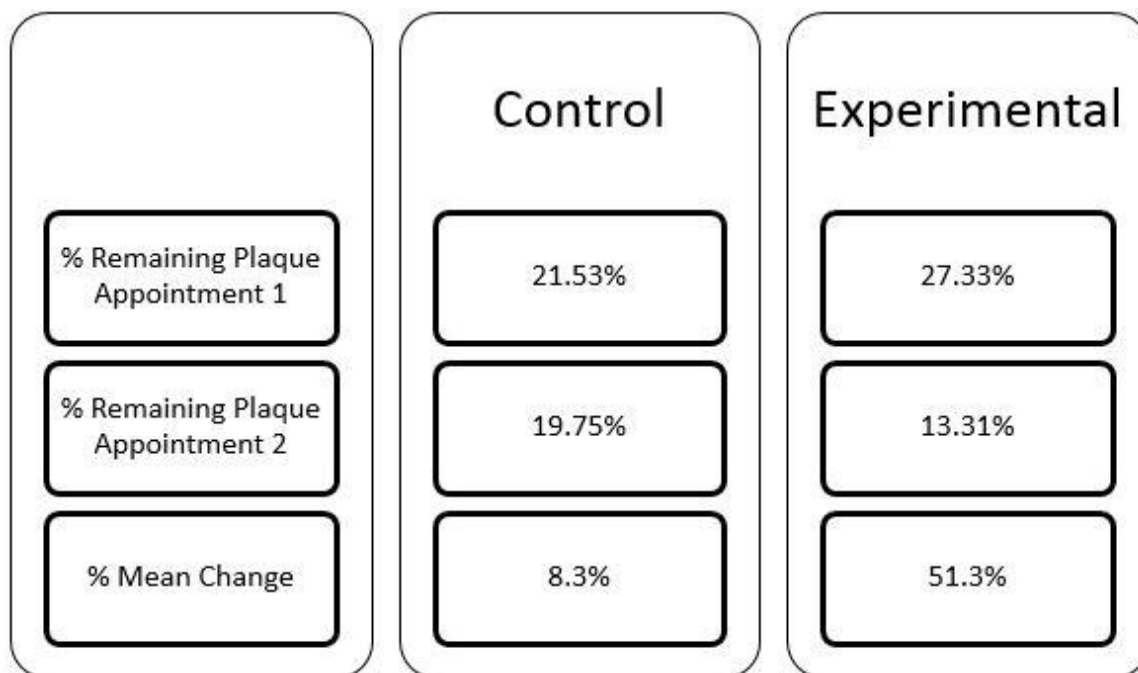 Control
Experimental
% Remaining Plaque
Appointment 1
21.53%
27.33%
% Remaining Plaque
Appointment 2
19.75%
13.31%
% Mean Change
8.3%
51.3%